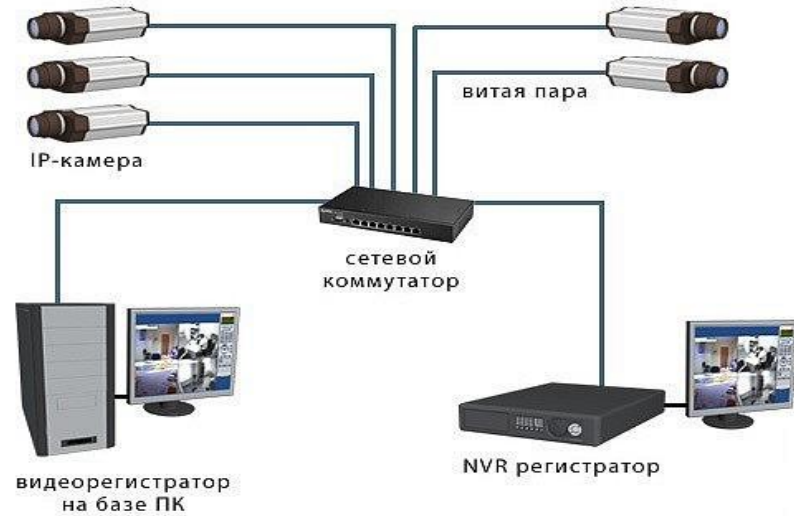 витая пара
IP-камера
сетевой
коммутатор
NVR регистратор
видеорегистратор
на базе ПК